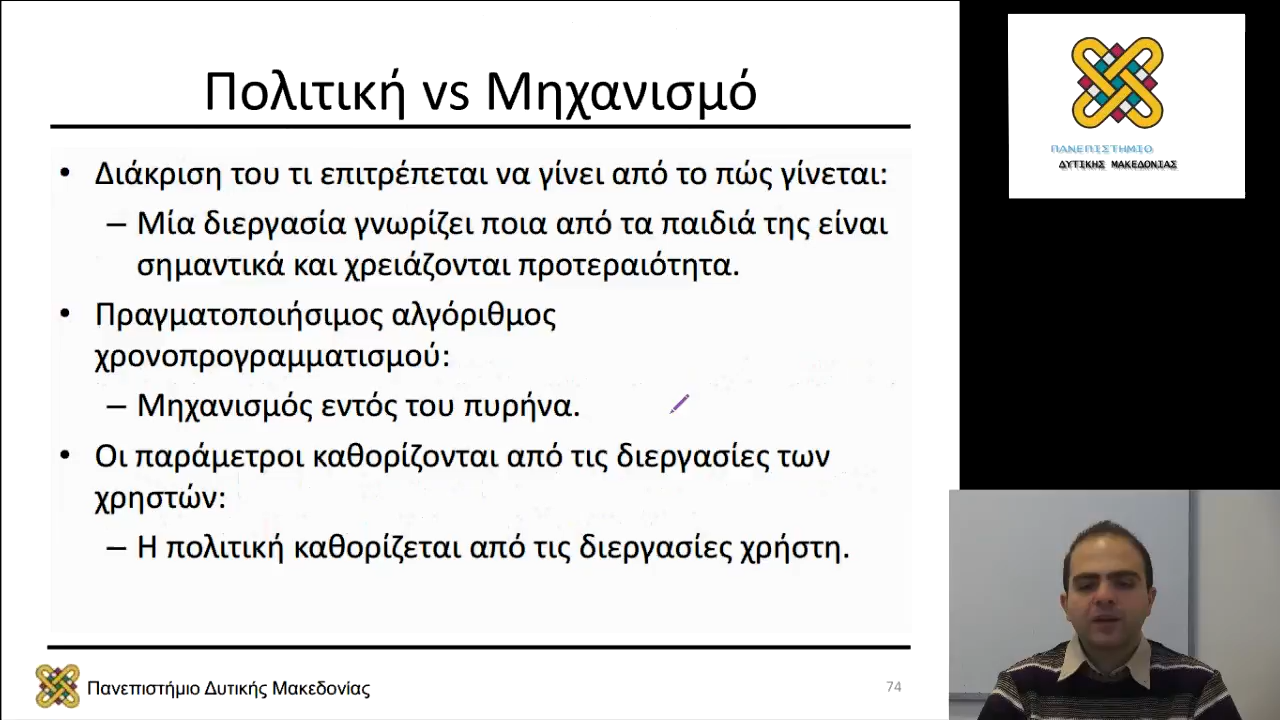 Πολιτική vs Μηχανισμό
• Διάκριση του τι επιτρέπεται να γίνει από το πώς γίνεται:
– Μία διεργασία γνωρίζει ποια από τα παιδιά της είναι
σημαντικά και χρειάζονται προτεραιότητα.
• Πραγματοποιήσιμος αλγόριθμος
χρονοπρογραμματισμού:
– Μηχανισμός εντός του πυρήνα.
• Οι παράμετροι καθορίζονται από τις διεργασίες των
χρηστών:
– Η πολιτική καθορίζεται από τις διεργασίες χρήστη.
Πανεπιστήμιο Δυτικής Μακεδονίας
74
ΠΑΝΕΠΙΣΤΗΜΙΟ
ΔΥΤΙΚΗΣ ΜΑΚΕΔΟΝΙΑΣ